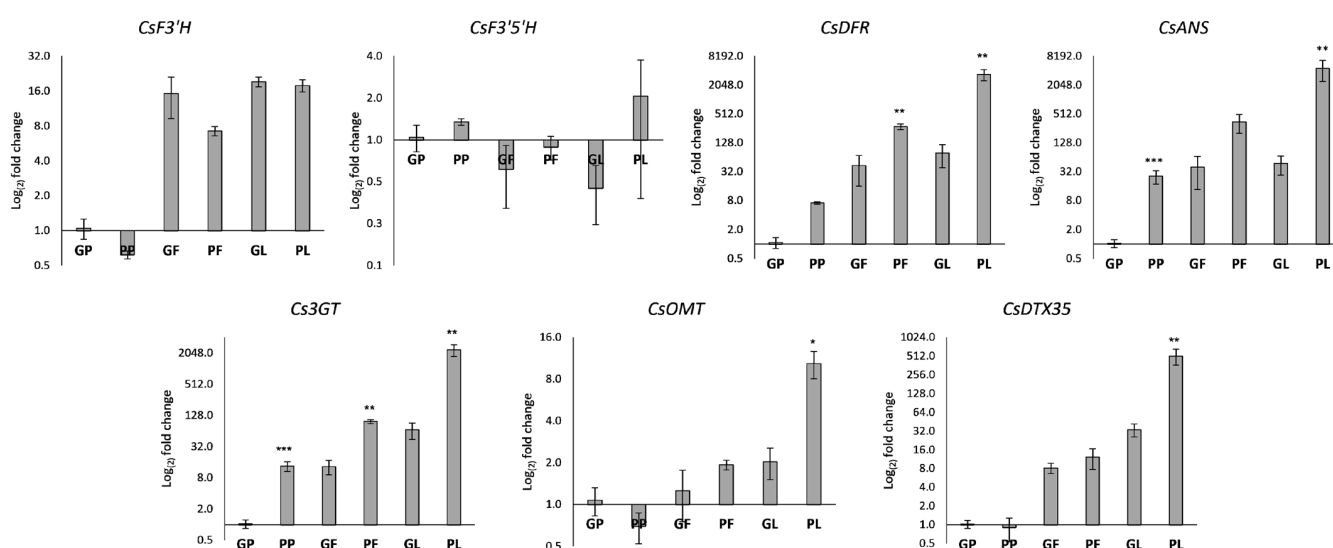 CsF3'H
CsF3'5'H
CsDFR
CsANS
Log(2) fold change
32.0
16.0
8.0
4.0
2.0
1.0
0.5
GP PP GF PF GL PL
Log(2) fold change
4.0
2.0
1.0
0.5
0.3
0.1
GP PP GF PF GL PL
Log(2) fold change
8192.0
2048.0
512.0
128.0
32.0
8.0
2.0
0.5
** **
GP PP GF PF GL PL
Log(2) fold change
8192.0
2048.0
512.0
128.0
32.0
8.0
2.0
0.5
*** **
GP PP GF PF GL PL
Cs3GT
CsOMT
CsDTX35
Log(2) fold change
2048.0
512.0
128.0
32.0
8.0
2.0
0.5
*** ** **
GP PP GF PF GL PL
Log(2) fold change
16.0
8.0
4.0
2.0
1.0
0.5
*
GP PP GF PF GL PL
Log(2) fold change
1024.0
512.0
256.0
128.0
64.0
32.0
16.0
8.0
4.0
2.0
1.0
0.5
**
GP PP GF PF GL PL